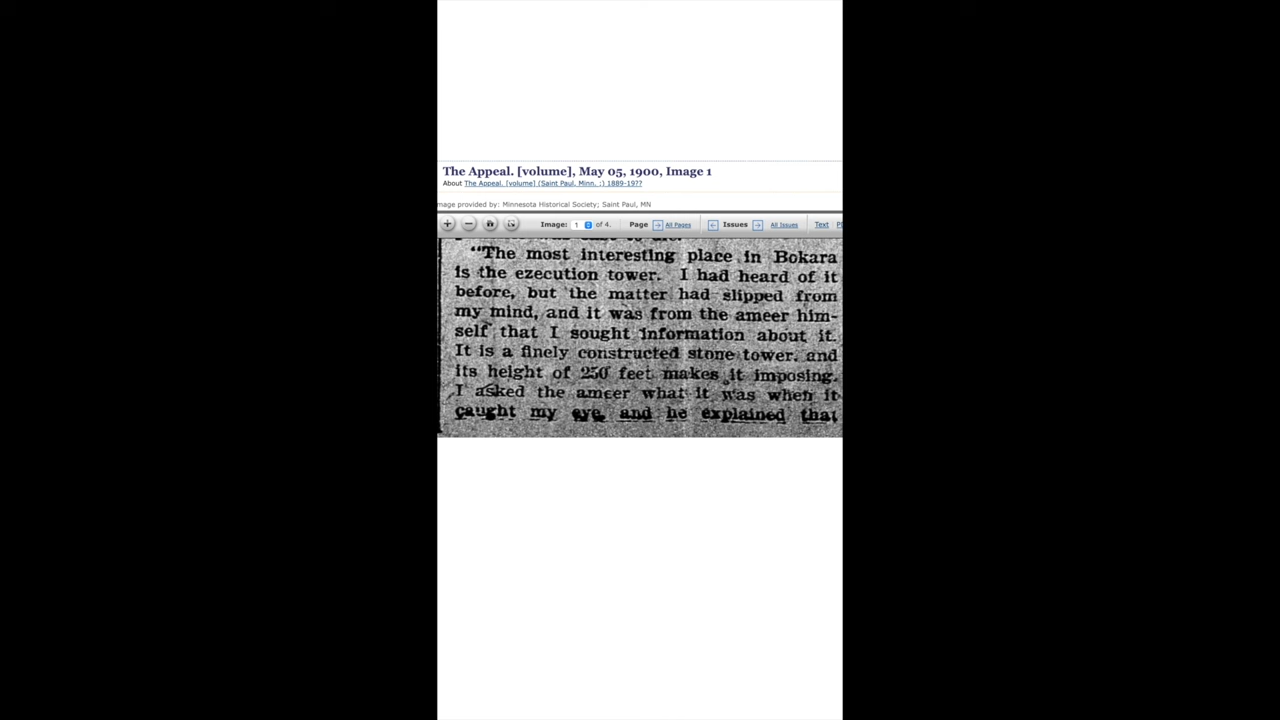 The Appeal. [volume], May 05, 1900, Image 1
About The Appeal. [volume] (Saint Paul, Minn. ;) 1889-19??
mage provided by: Minnesota Historical Society; Saint Paul, MN
Image: 1 of 4. Page All Pages Issues All Issues Text
"The most interesting place in Bokara
is the ezecution tower. I had heard of it
before, but the matter had slipped from
my mind, and it was from the ameer him-
self that I sought information about it.
It is a finely constructed stone tower. and
its height of 250 feet makes it imposing.
I asked the ameer what it was when it
caught my eye, and he explained that